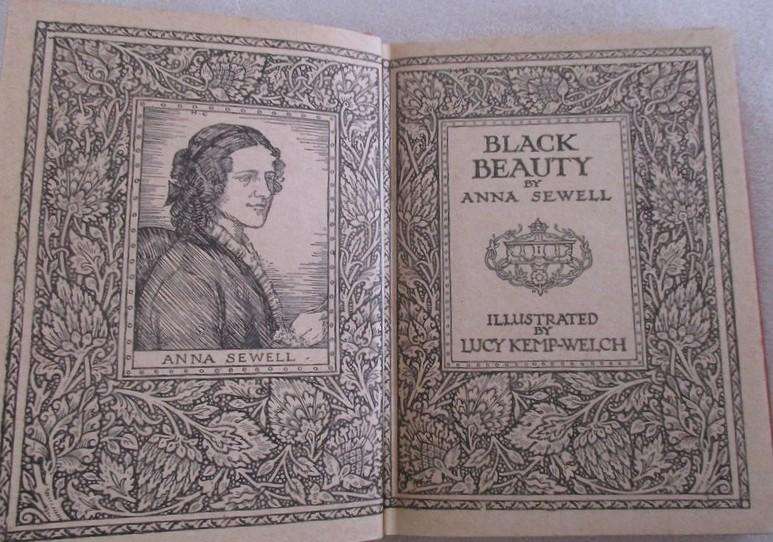 ANNA SEWELL
BLACK
BEAUTY
BY
ANNA SEWELL
ILLUSTRATED
BY
LUCY KEMP-WELCH